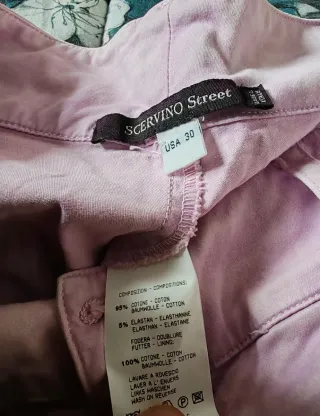 SCERVINO Street
USA 30
COMPOSITION - COMPOSIZIONE
95% COTONE - COTON
BAUMWOLLE - COTTON
5% ELASTAN - ELASTHANNE
ELASTHAN - ELASTANE
FODERA - DOUBLURE
FUTTER - LINING:
100% COTONE - COTON
BAUMWOLLE - COTTON
LAVARE A ROVESCIO
LAVER A L' ENVERS
LINKS WASCHEN
WASH ON REVERSE